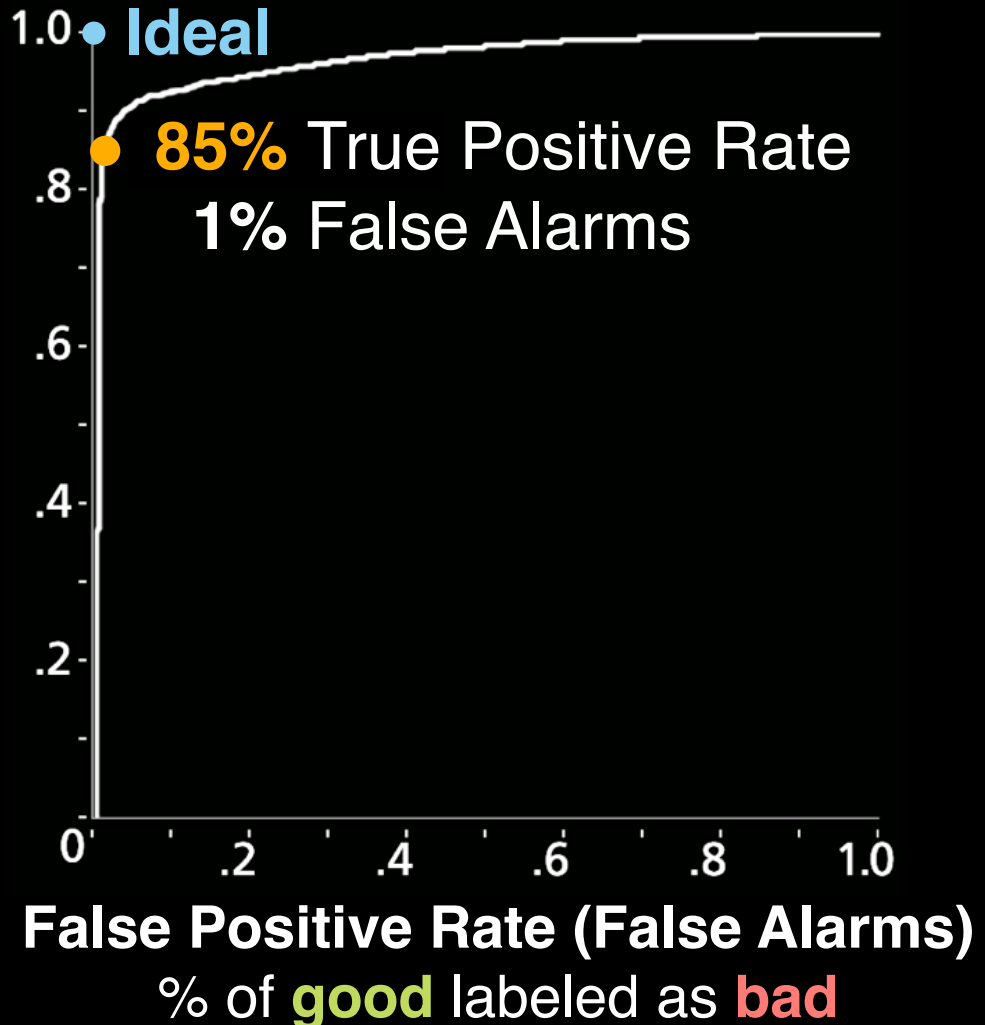 1.0 Ideal
85% True Positive Rate
.8
1% False Alarms
.6
.4
.2
0
.2 .4 .6 .8 1.0
False Positive Rate (False Alarms)
% of good labeled as bad